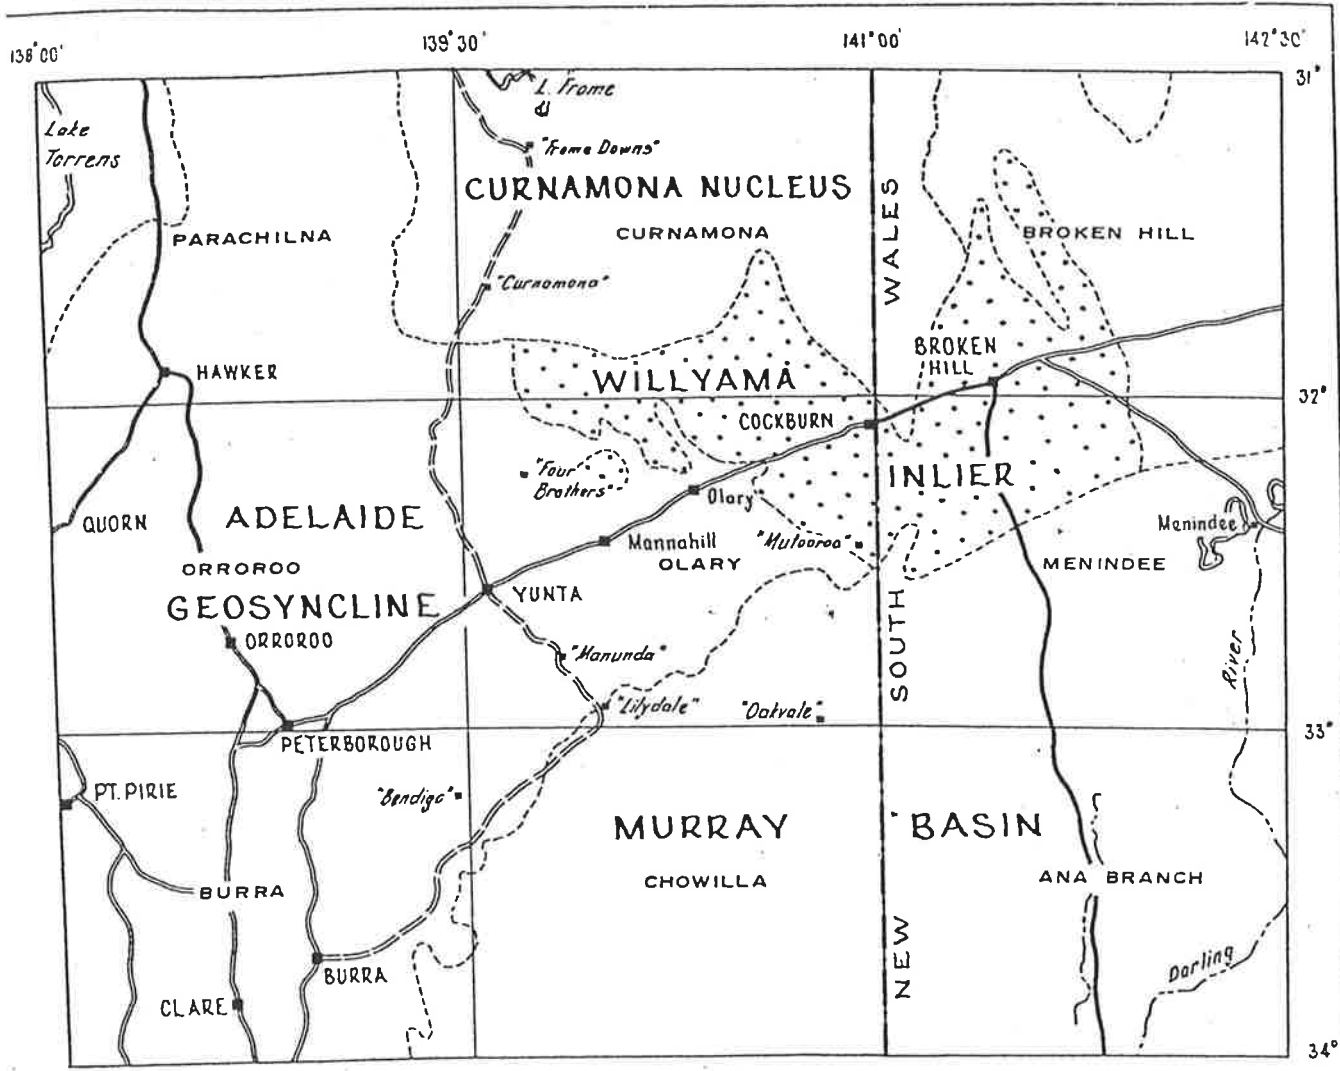 138°00' 139°30' 141°00' 142°30'
31°
L. Frome
Lake
Torrens
"Frome Downs"
CURNAMONA NUCLEUS
PARACHILNA
CURNAMONA
BROKEN HILL
WALES
"Curnamona"
BROKEN
HILL
HAWKER
WILLYAMA
32°
COCKBURN
"Four
Brothers"
INLIER
Olary
QUORN
ADELAIDE
Menindee
Mannahill
"Mutooroa"
OLARY
MENINDEE
ORROROO
YUNTA
GEOSYNCLINE
ORROROO
SOUTH
"Manunda"
River
"Lilydale"
"Oakvale"
33°
PETERBOROUGH
PT. PIRIE
"Bendigo"
MURRAY BASIN
CHOWILLA
ANA BRANCH
BURRA
NEW
Darling
BURRA
CLARE
34°